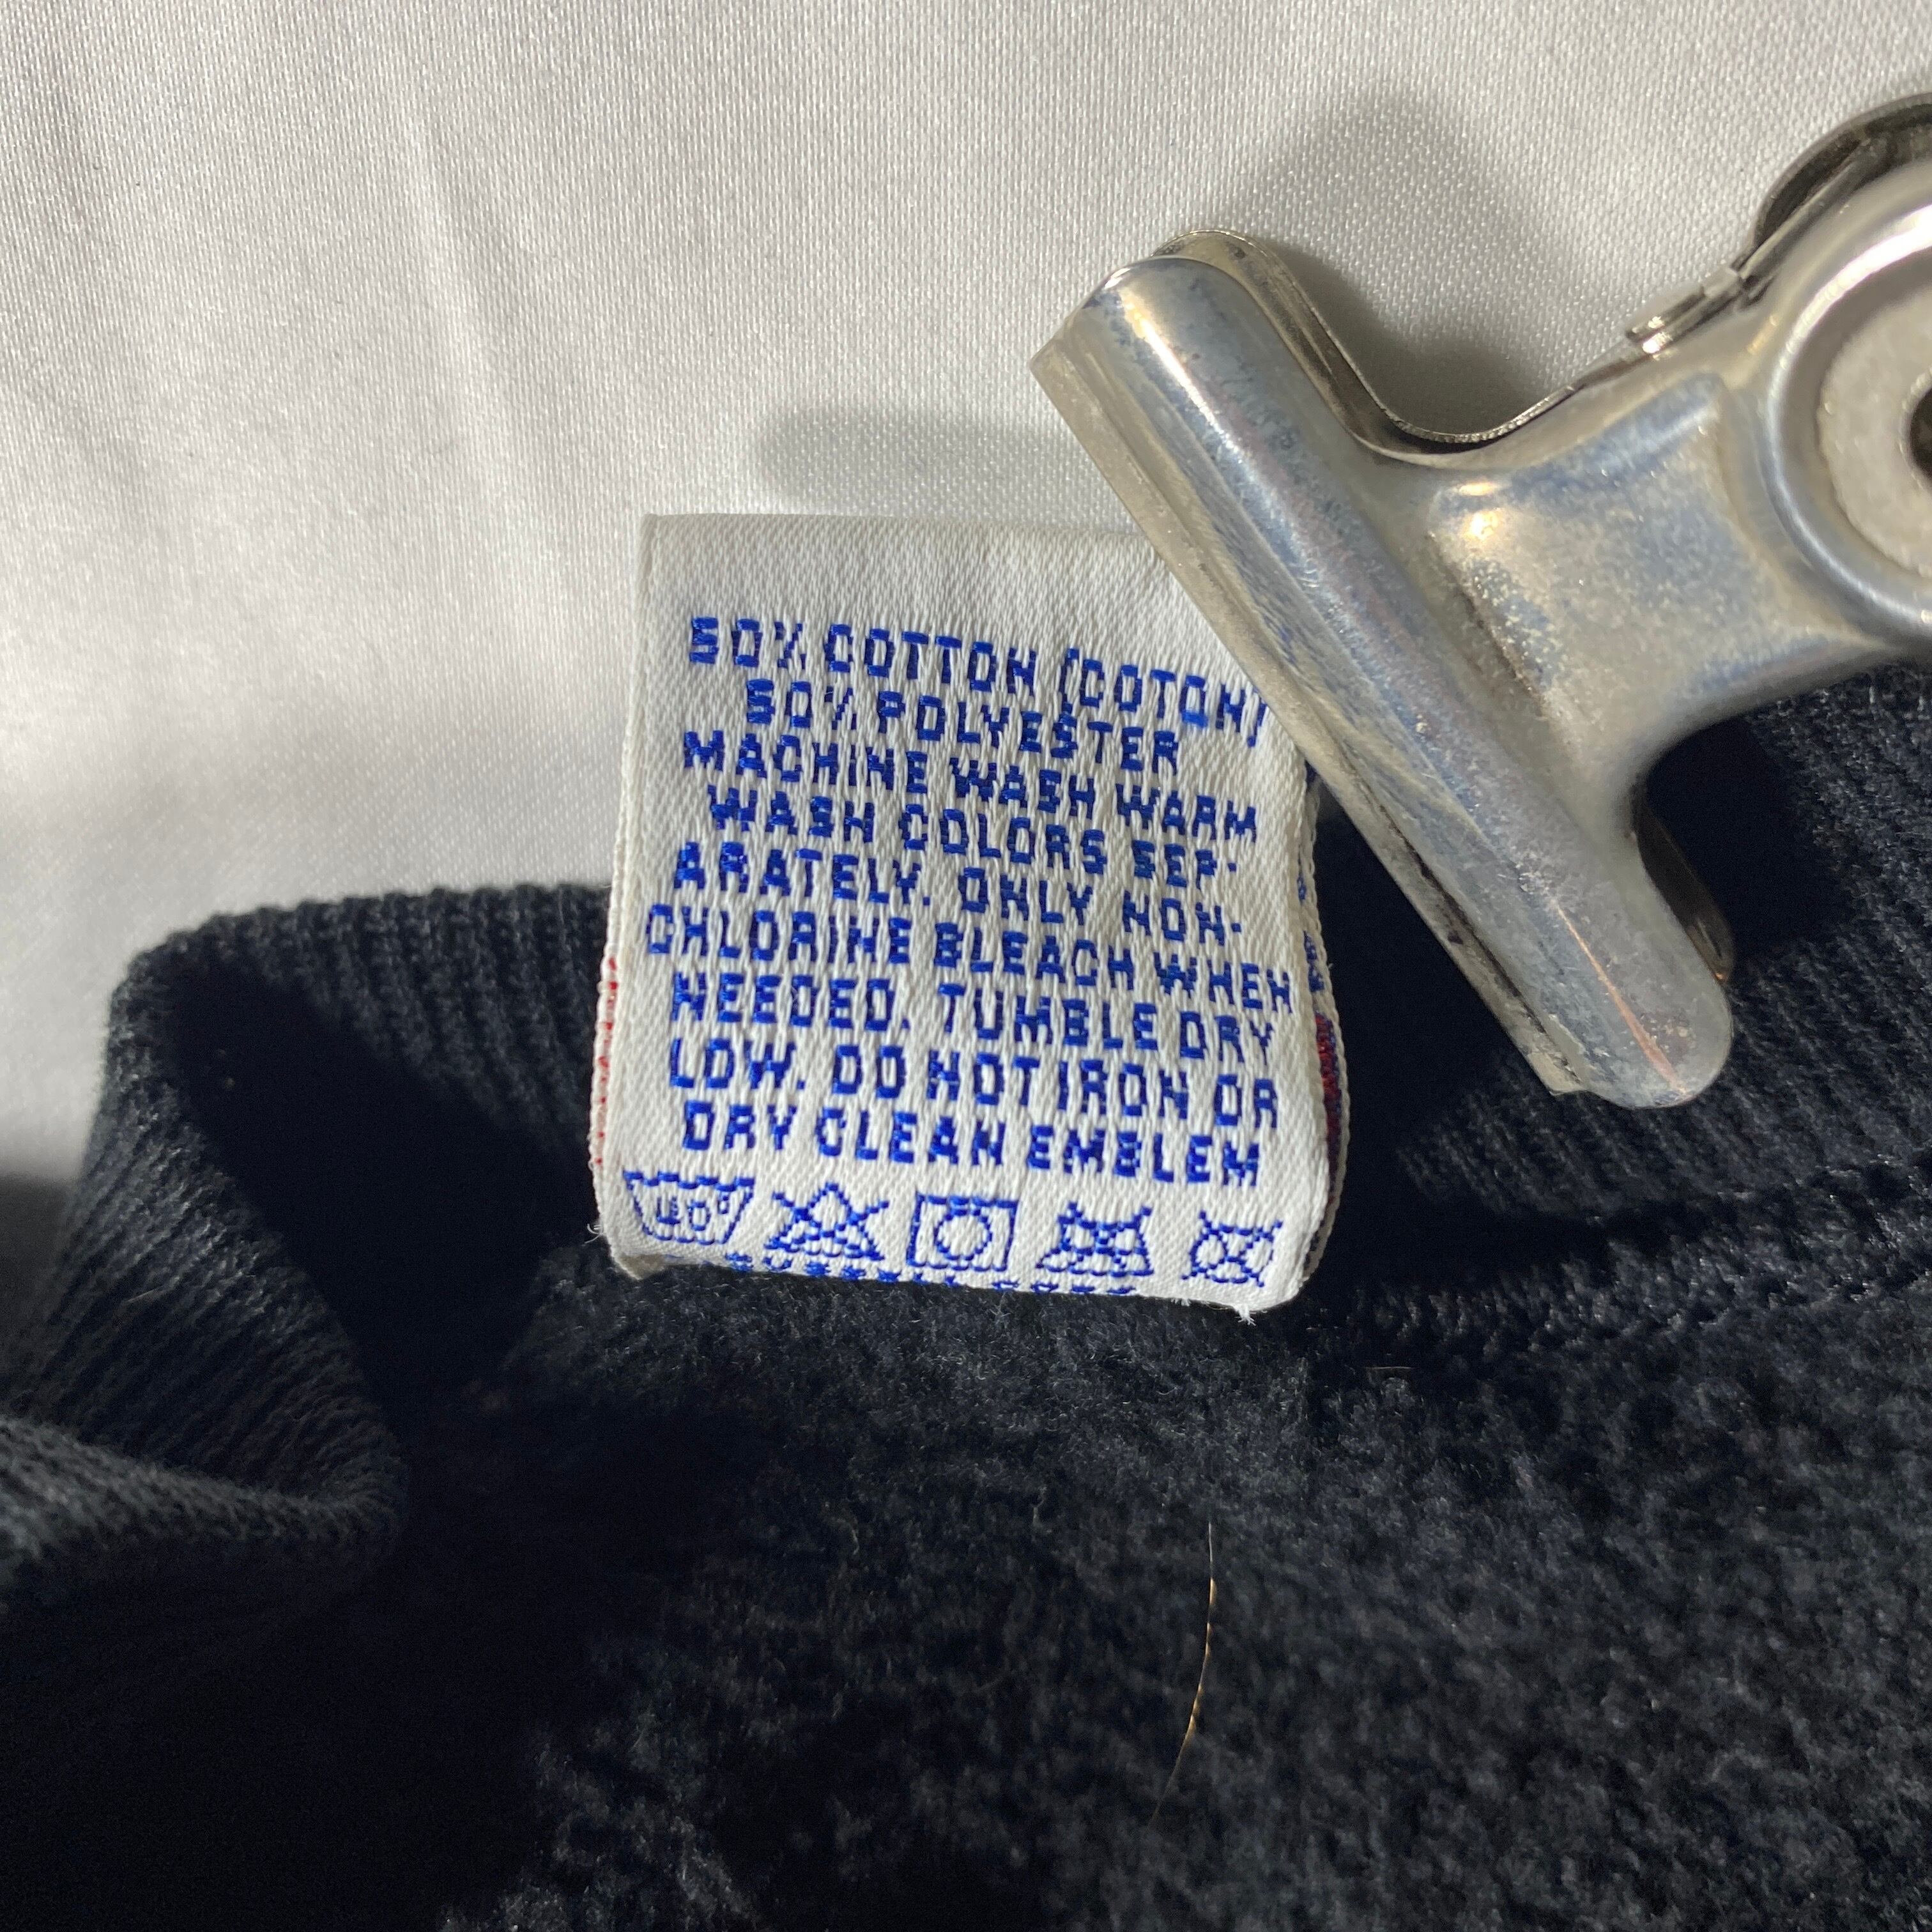 50% COTTON (COTON)
50% POLYESTER
MACHINE WASH WARM
WASH COLORS SEP-
ARATELY. ONLY NON-
CHLORINE BLEACH WHEN
NEEDED. TUMBLE DRY
LOW. DO NOT IRON OR
DRY CLEAN EMBLEM
40°